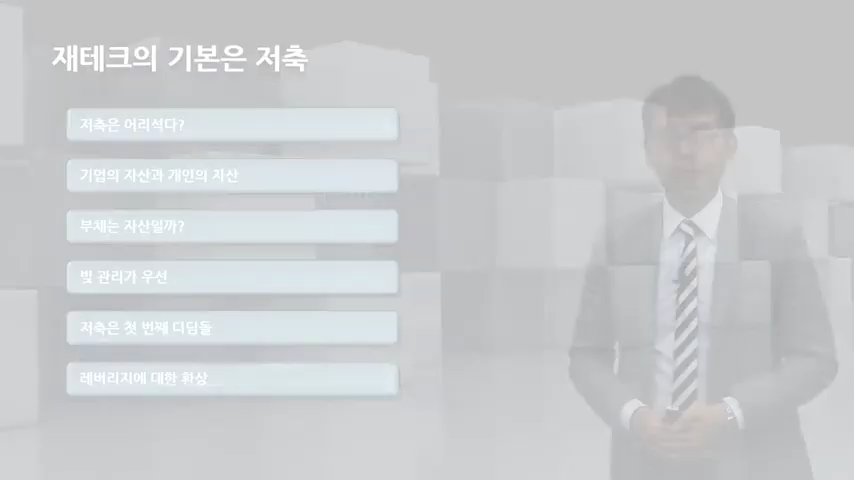 재테크의 기본은 저축
저축은 어리석다?
기업의 자산과 개인의 자산
부채는 자산일까?
빚 관리가 우선
저축은 첫 번째 디딤돌
레버리지에 대한 환상